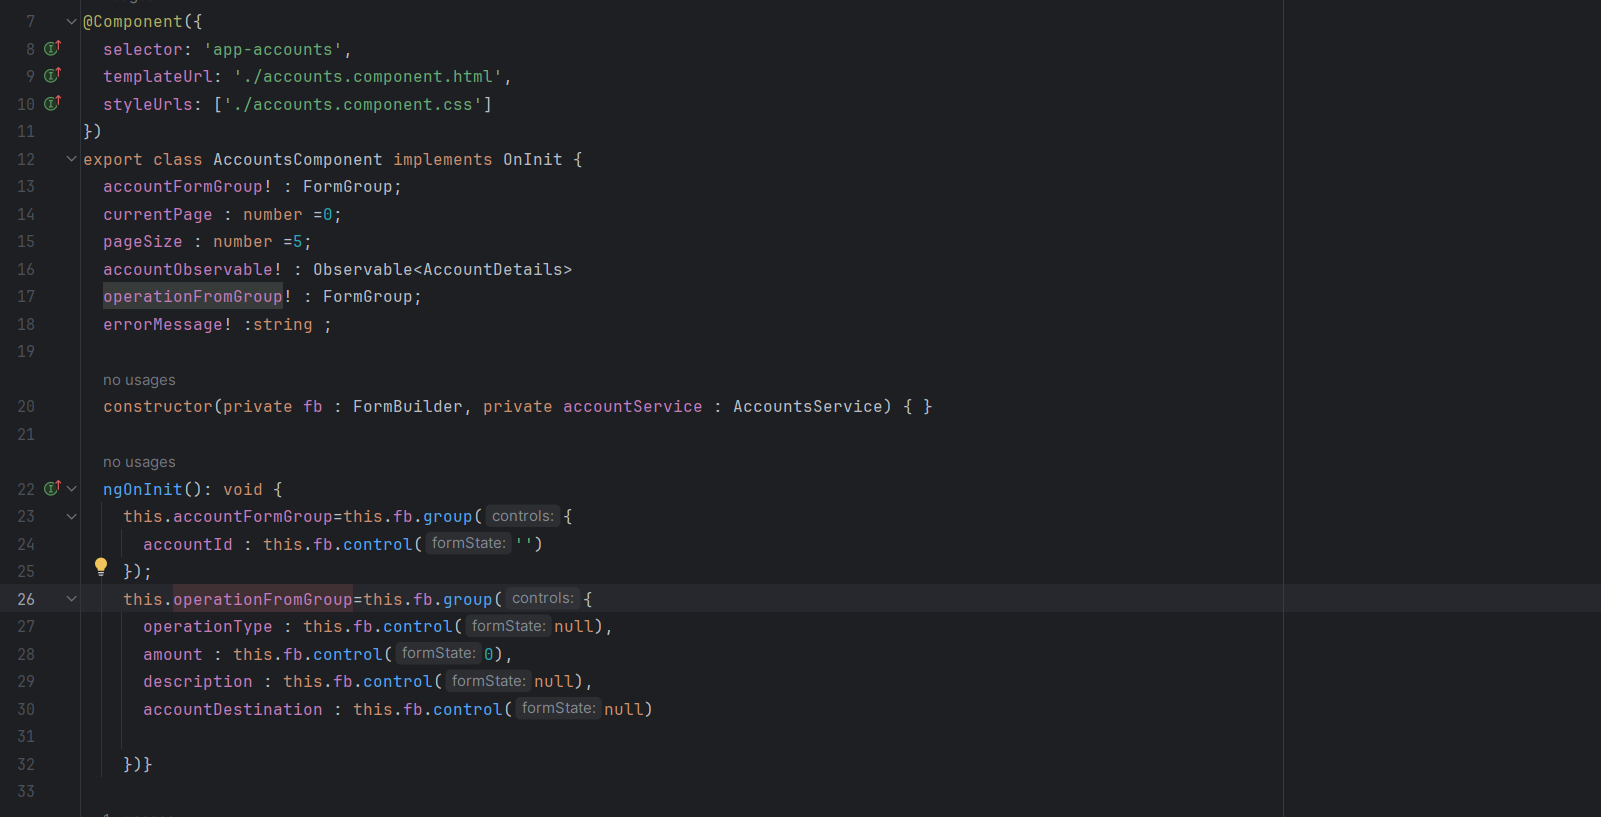 7 @Component({
8 selector: 'app-accounts',
9 templateUrl: './accounts.component.html',
10 styleUrls: ['./accounts.component.css']
11 })
12 export class AccountsComponent implements OnInit {
13 accountFormGroup! : FormGroup;
14 currentPage : number =0;
15 pageSize : number =5;
16 accountObservable! : Observable<AccountDetails>
17 operationFromGroup! : FormGroup;
18 errorMessage! :string ;
19
no usages
20 constructor(private fb : FormBuilder, private accountService : AccountsService) { }
21
no usages
22 ngOnInit(): void {
23 this.accountFormGroup=this.fb.group( controls: {
24 accountId : this.fb.control( formState: '')
25 });
26 this.operationFromGroup=this.fb.group( controls: {
27 operationType : this.fb.control( formState: null),
28 amount : this.fb.control( formState: 0),
29 description : this.fb.control( formState: null),
30 accountDestination : this.fb.control( formState: null)
31
32 })}
33